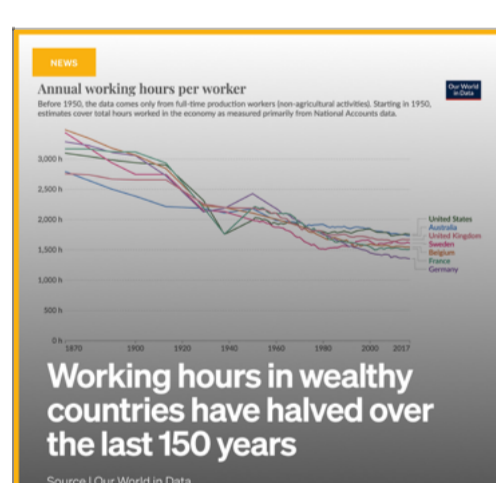 NEWS
Annual working hours per worker
Our World
in Data
Before 1950, the data comes only from full-time production workers (non-agricultural activities). Starting in 1950,
estimates cover total hours worked in the economy as measured primarily from National Accounts data.
3,000 h
2,500 h
2,000 h
1,500 h
1,000 h
500 h
0 h
1870
1900
1920
1940
1960
1980
2000
2017
United States
Australia
United Kingdom
Sweden
Belgium
France
Germany
Working hours in wealthy
countries have halved over
the last 150 years
Source | Our World in Data